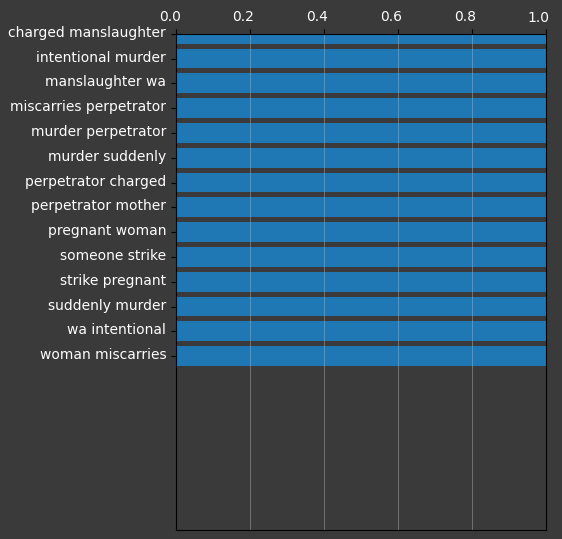 0.0 0.2 0.4 0.6 0.8 1.0
charged manslaughter
intentional murder
manslaughter wa
miscarries perpetrator
murder perpetrator
murder suddenly
perpetrator charged
perpetrator mother
pregnant woman
someone strike
strike pregnant
suddenly murder
wa intentional
woman miscarries